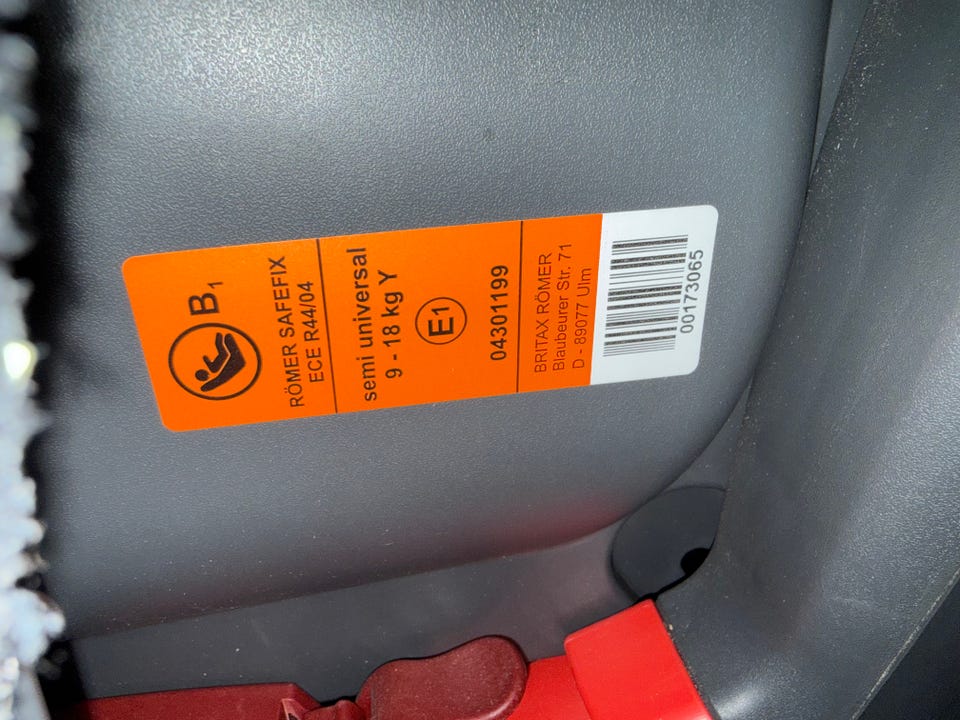 B1
RÖMER SAFEFIX
ECE R44/04
semi universal
9 - 18 kg Y
E1
04301199
BRITAX RÖMER
Blaubeurer Str. 71
D - 89077 Ulm
00173065